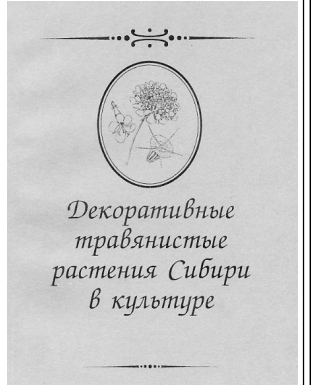 Декоративные
травянистые
растения Сибири
в культуре